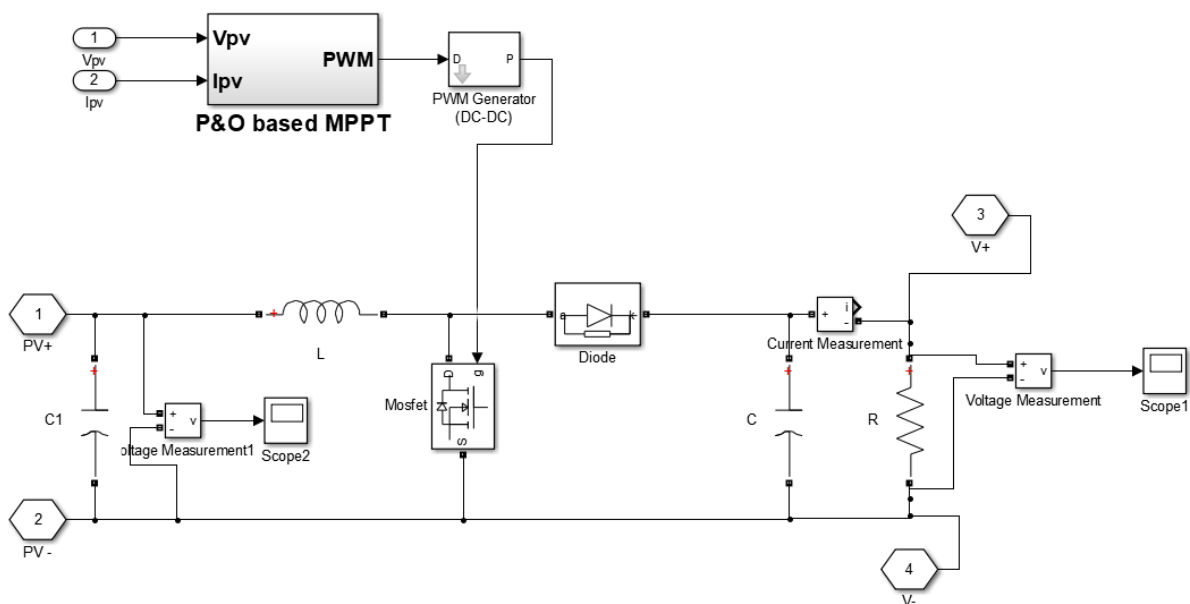 1
Vpv
2
Ipv
Vpv
Ipv
PWM
P&O based MPPT
D
P
PWM Generator
(DC-DC)
3
V+
1
PV+
+
L
a
k
Diode
+
i
-
Current Measurement
+
C1
+
-
v
oltage Measurement1
Scope2
Mosfet
D
g
S
+
C
+
R
+
-
v
Voltage Measurement
Scope1
2
PV -
4
V-